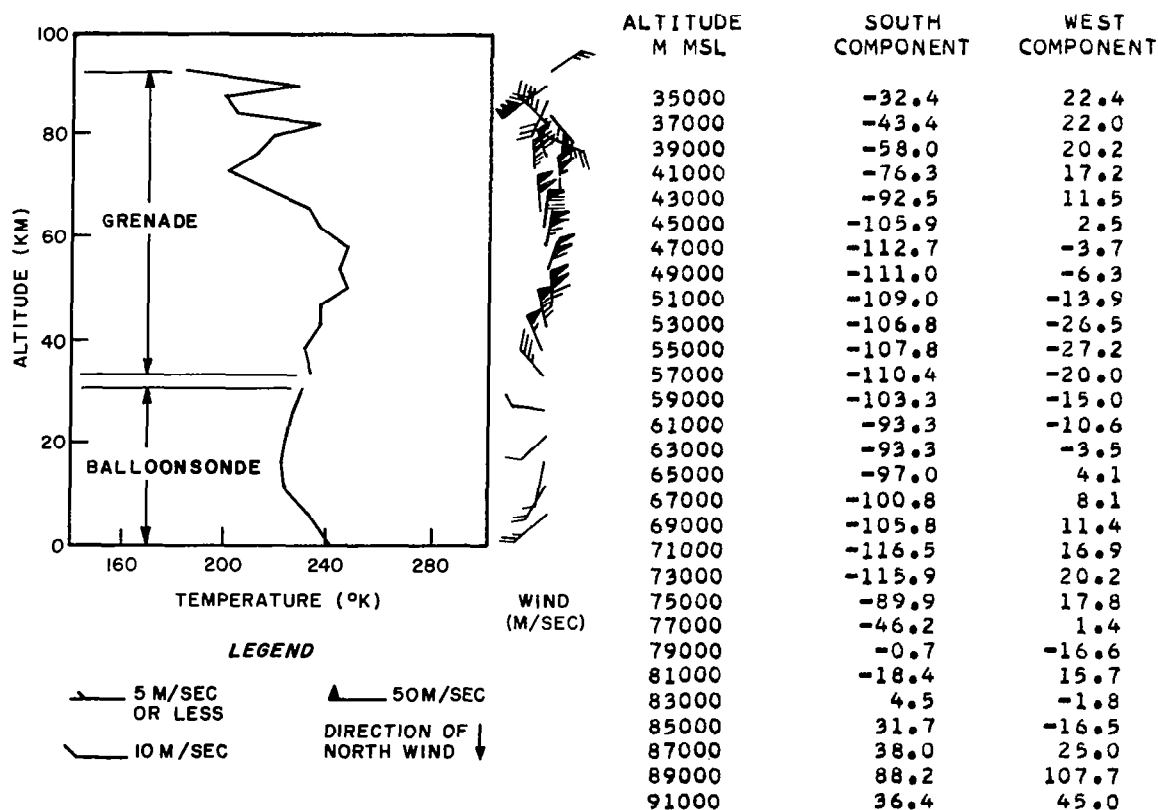 100
80
60
40
20
0
ALTITUDE (KM)
GRENADE
BALLOONSONDE
160 200 240 280
TEMPERATURE (°K)
WIND
(M/SEC)
LEGEND
5 M/SEC
OR LESS
10 M/SEC
50 M/SEC
DIRECTION OF
NORTH WIND
ALTITUDE SOUTH WEST
M MSL COMPONENT COMPONENT
35000 -32.4 22.4
37000 -43.4 22.0
39000 -58.0 20.2
41000 -76.3 17.2
43000 -92.5 11.5
45000 -105.9 2.5
47000 -112.7 -3.7
49000 -111.0 -6.3
51000 -109.0 -13.9
53000 -106.8 -26.5
55000 -107.8 -27.2
57000 -110.4 -20.0
59000 -103.3 -15.0
61000 -93.3 -10.6
63000 -93.3 -3.5
65000 -97.0 4.1
67000 -100.8 8.1
69000 -105.8 11.4
71000 -116.5 16.9
73000 -115.9 20.2
75000 -89.9 17.8
77000 -46.2 1.4
79000 -0.7 -16.6
81000 -18.4 15.7
83000 4.5 -1.8
85000 31.7 -16.5
87000 38.0 25.0
89000 88.2 107.7
91000 36.4 45.0